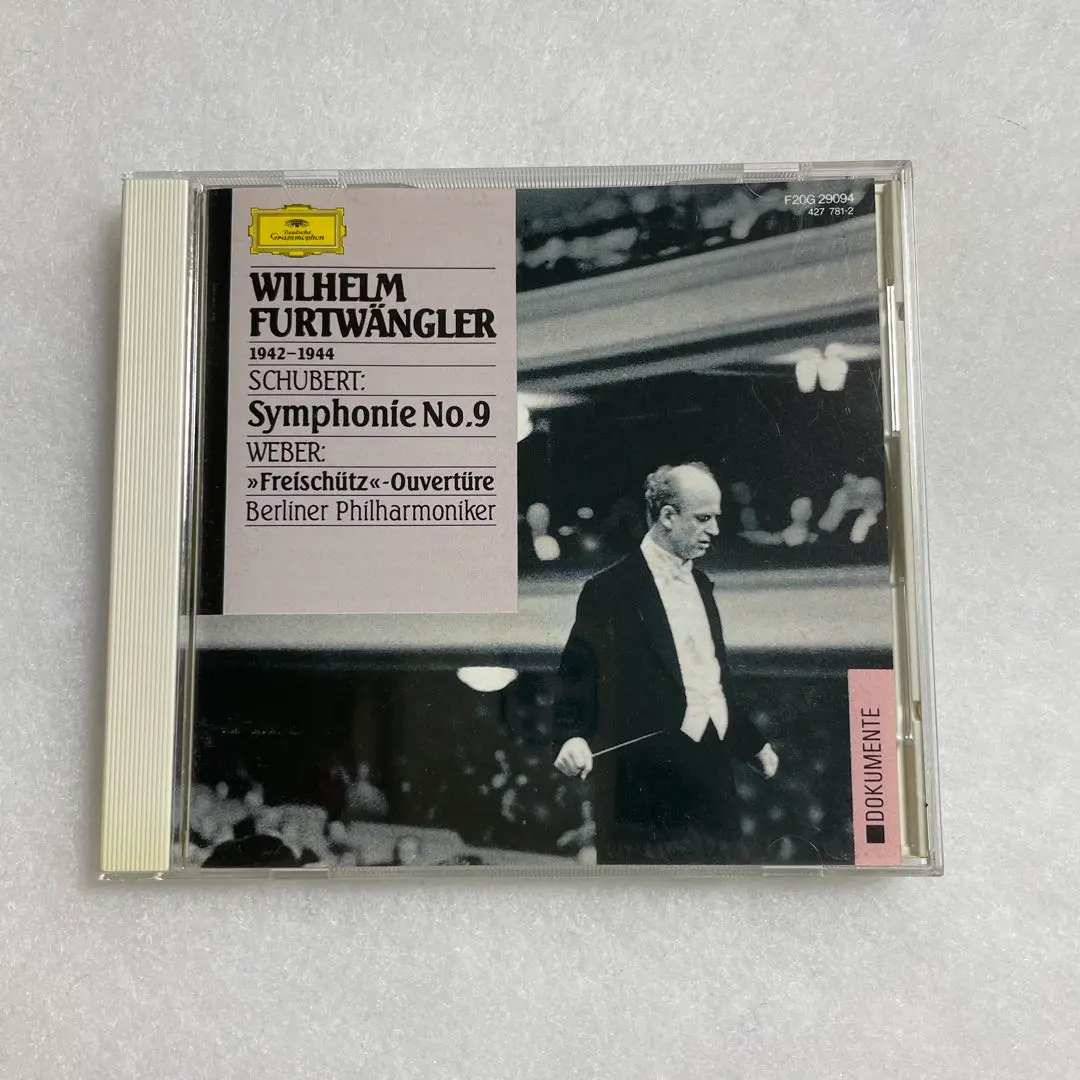 F20G 29094
427 781-2
Deutsche
Grammophon
WILHELM
FURTWÄNGLER
1942–1944
SCHUBERT:
Symphonie No.9
WEBER:
»Freischütz«-Ouvertüre
Berliner Philharmoniker
■DOKUMENTE